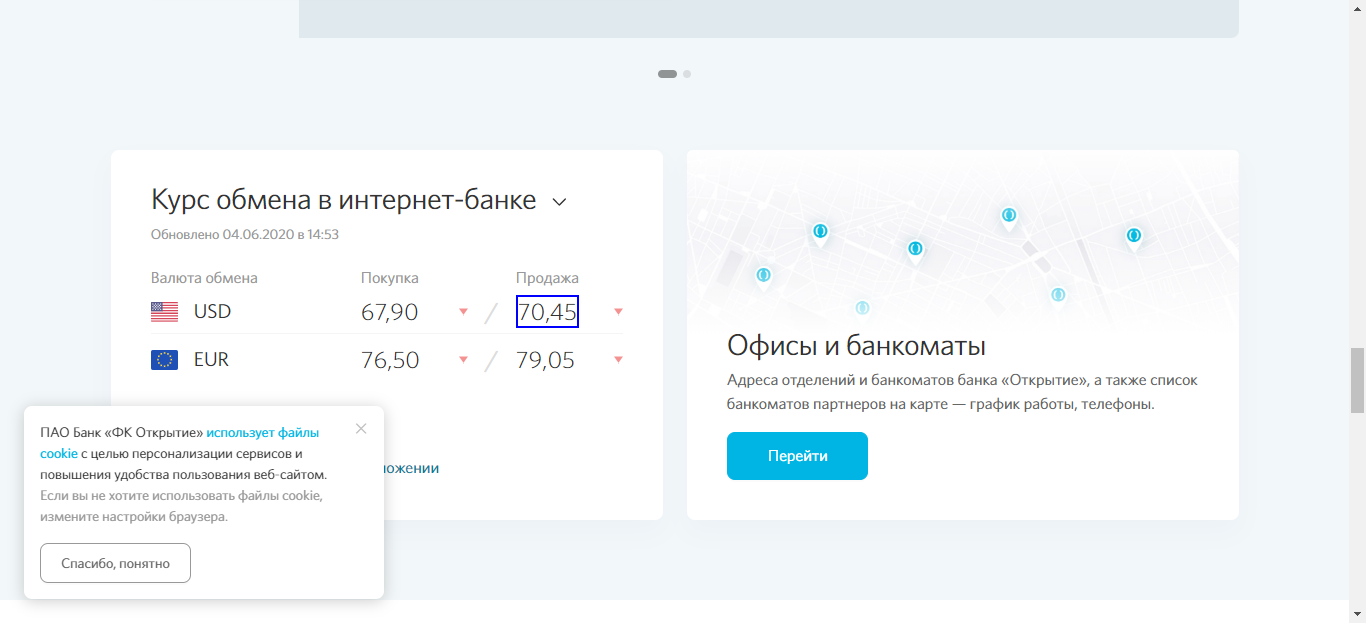 Курс обмена в интернет-банке
Обновлено 04.06.2020 в 14:53
Валюта обмена Покупка Продажа
USD 67,90 / 70,45
EUR 76,50 / 79,05
ПАО Банк «ФК Открытие» использует файлы
cookie с целью персонализации сервисов и
повышения удобства пользования веб-сайтом.
Если вы не хотите использовать файлы cookie,
измените настройки браузера.
Спасибо, понятно
Офисы и банкоматы
Адреса отделений и банкоматов банка «Открытие», а также список
банкоматов партнеров на карте — график работы, телефоны.
Перейти